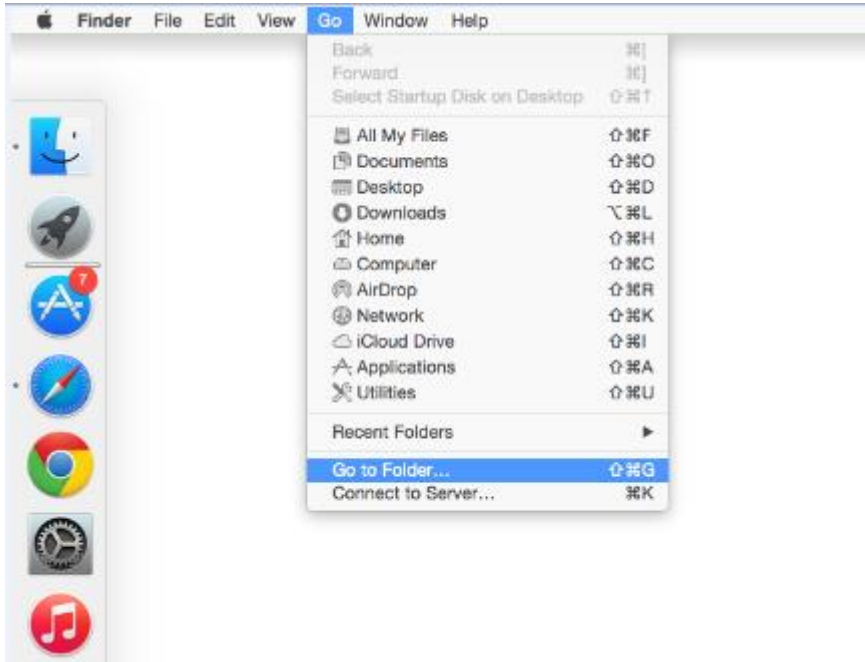 Finder File Edit View Go Window Help
Back ⌘[
Forward ⌘]
Select Startup Disk on Desktop ⇧⌘↑
All My Files ⇧⌘F
Documents ⇧⌘O
Desktop ⇧⌘D
Downloads ⌥⌘L
Home ⇧⌘H
Computer ⇧⌘C
AirDrop ⇧⌘R
Network ⇧⌘K
iCloud Drive ⇧⌘I
Applications ⇧⌘A
Utilities ⇧⌘U
Recent Folders ▶
Go to Folder... ⇧⌘G
Connect to Server... ⌘K
7